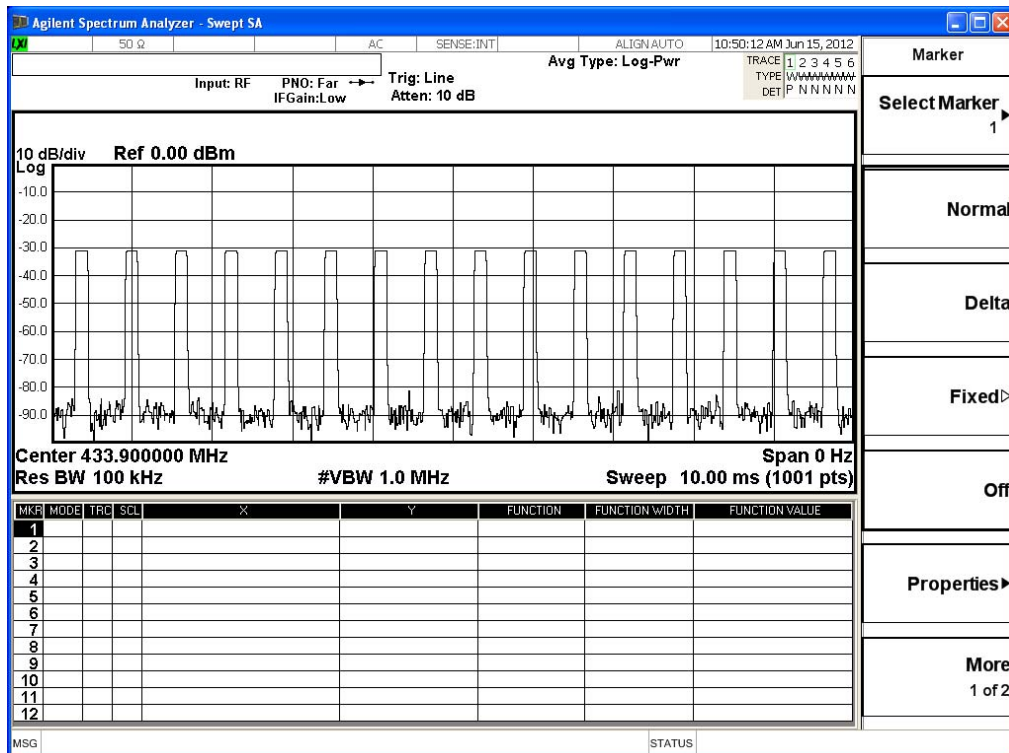 Agilent Spectrum Analyzer - Swept SA
LXI 50 Ω AC SENSE:INT ALIGN AUTO 10:50:12 AM Jun 15, 2012
Input: RF PNO: Far IFGain:Low Trig: Line Atten: 10 dB Avg Type: Log-Pwr
TRACE 1 2 3 4 5 6
TYPE WWWWWW
DET P N N N N N
10 dB/div Ref 0.00 dBm
Log
-10.0
-20.0
-30.0
-40.0
-50.0
-60.0
-70.0
-80.0
-90.0
Center 433.900000 MHz Span 0 Hz
Res BW 100 kHz #VBW 1.0 MHz Sweep 10.00 ms (1001 pts)
MKR MODE TRC SCL X Y FUNCTION FUNCTION WIDTH FUNCTION VALUE
1
2
3
4
5
6
7
8
9
10
11
12
MSG STATUS
Marker
Select Marker
1
Normal
Delta
Fixed
Off
Properties
More
1 of 2